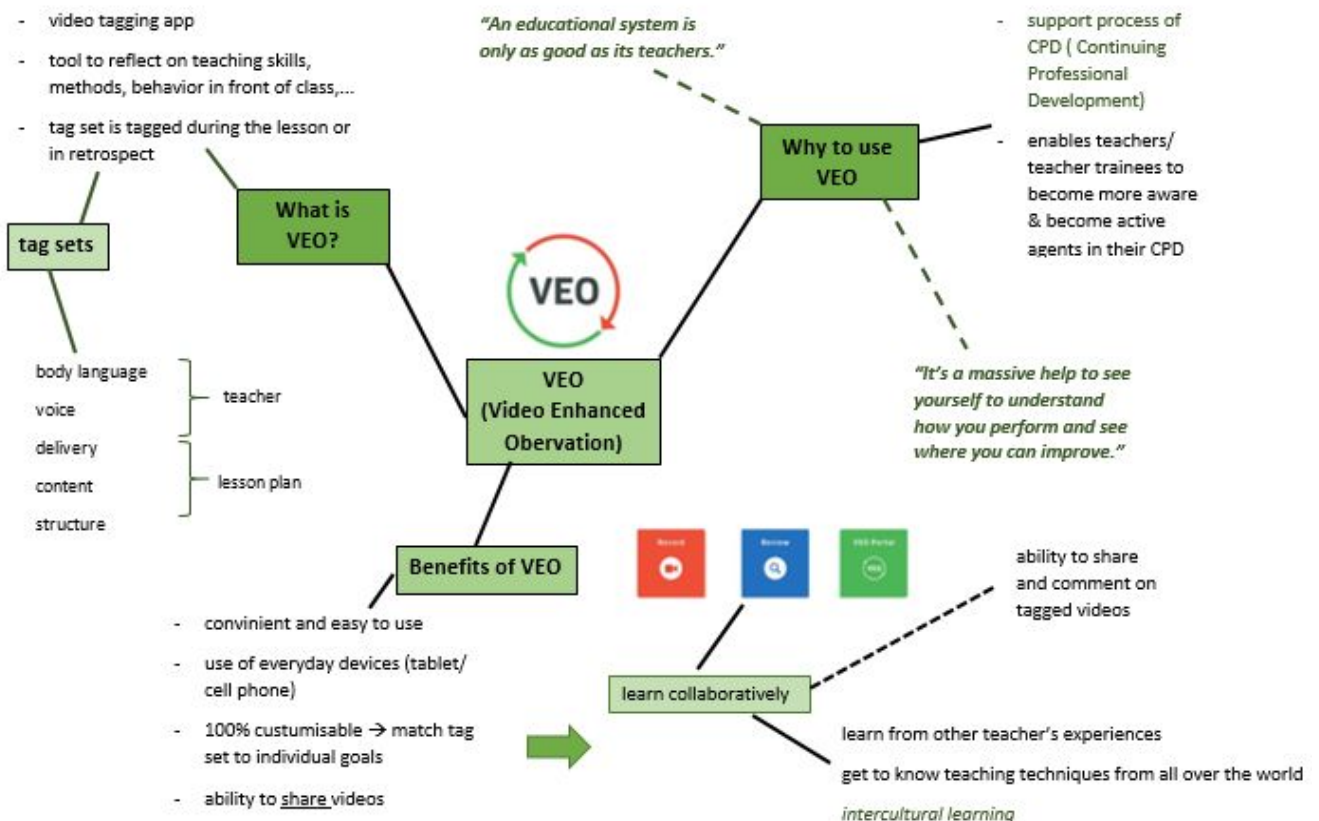 - video tagging app
- tool to reflect on teaching skills,
methods, behavior in front of class,...
- tag set is tagged during the lesson or
in retrospect
tag sets
What is
VEO?
body language
voice
teacher
delivery
content
structure
lesson plan
"An educational system is
only as good as its teachers."
Why to use
VEO
- support process of
CPD ( Continuing
Professional
Development)
- enables teachers/
teacher trainees to
become more aware
& become active
agents in their CPD
"It's a massive help to see
yourself to understand
how you perform and see
where you can improve."
VEO
VEO
(Video Enhanced
Obervation)
Benefits of VEO
- convinient and easy to use
- use of everyday devices (tablet/
cell phone)
- 100% custumisable → match tag
set to individual goals
- ability to share videos
Record
Review
VEO Portal
VEO
learn collaboratively
ability to share
and comment on
tagged videos
learn from other teacher's experiences
get to know teaching techniques from all over the world
intercultural learning